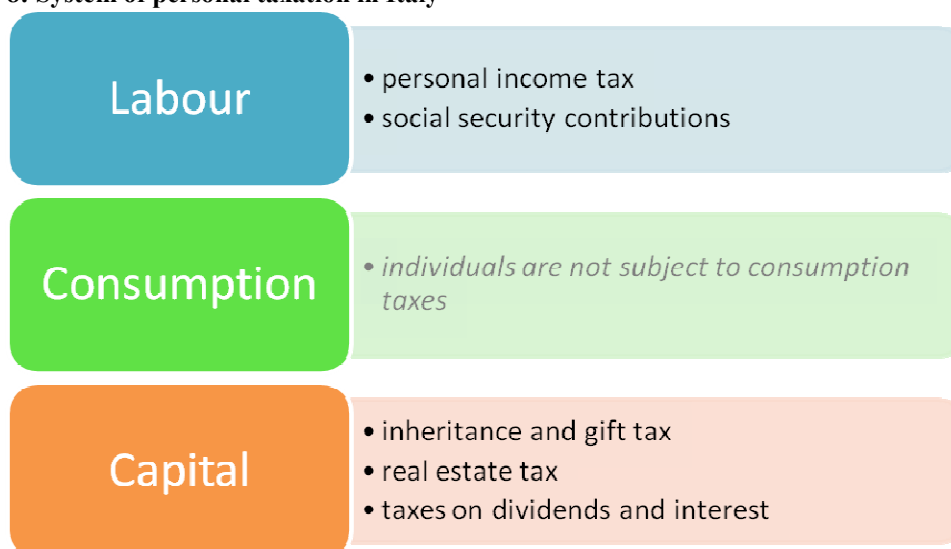 8. System of personal taxation in Italy
Labour
• personal income tax
• social security contributions
Consumption
• individuals are not subject to consumption
taxes
Capital
• inheritance and gift tax
• real estate tax
• taxes on dividends and interest